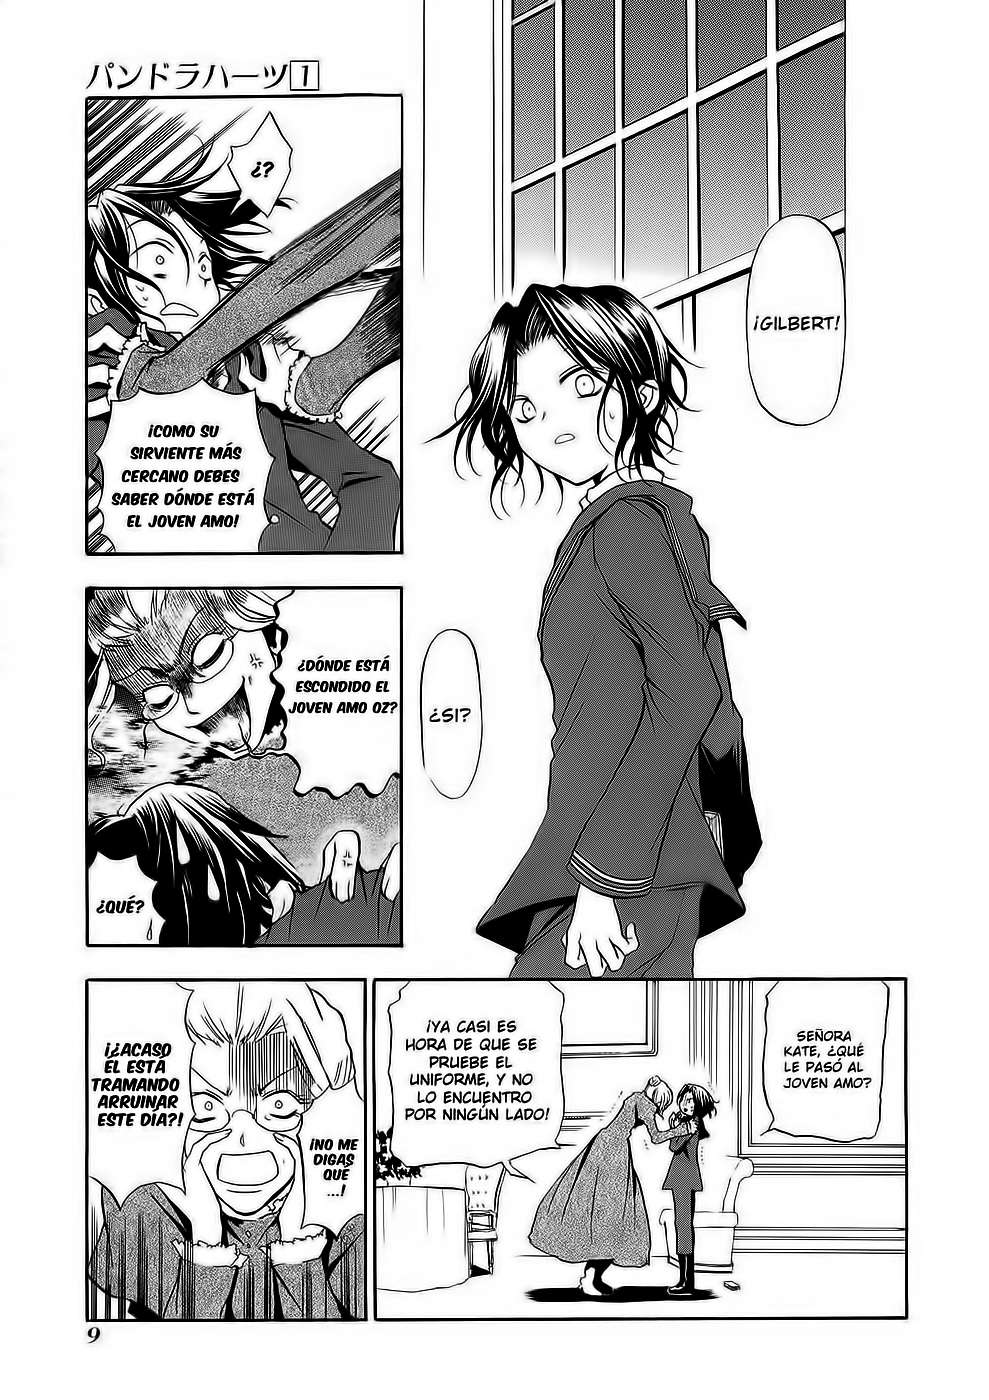 パンドラハーツ1
¡GILBERT!
¿SI?
¿?
¡COMO SU
SIRVIENTE MÁS
CERCANO DEBES
SABER DÓNDE ESTÁ
EL JOVEN AMO!
¿DÓNDE ESTÁ
ESCONDIDO EL
JOVEN AMO OZ?
¿QUÉ?
SEÑORA
KATE, ¿QUÉ
LE PASÓ AL
JOVEN AMO?
¡YA CASI ES
HORA DE QUE SE
PRUEBE EL
UNIFORME, Y NO
LO ENCUENTRO
POR NINGÚN LADO!
¡NO ME
DIGAS
QUÉ
...!
¡¿ACASO
ÉL ESTÁ
TRAMANDO
ARRUINAR
ESTE DÍA?!
9